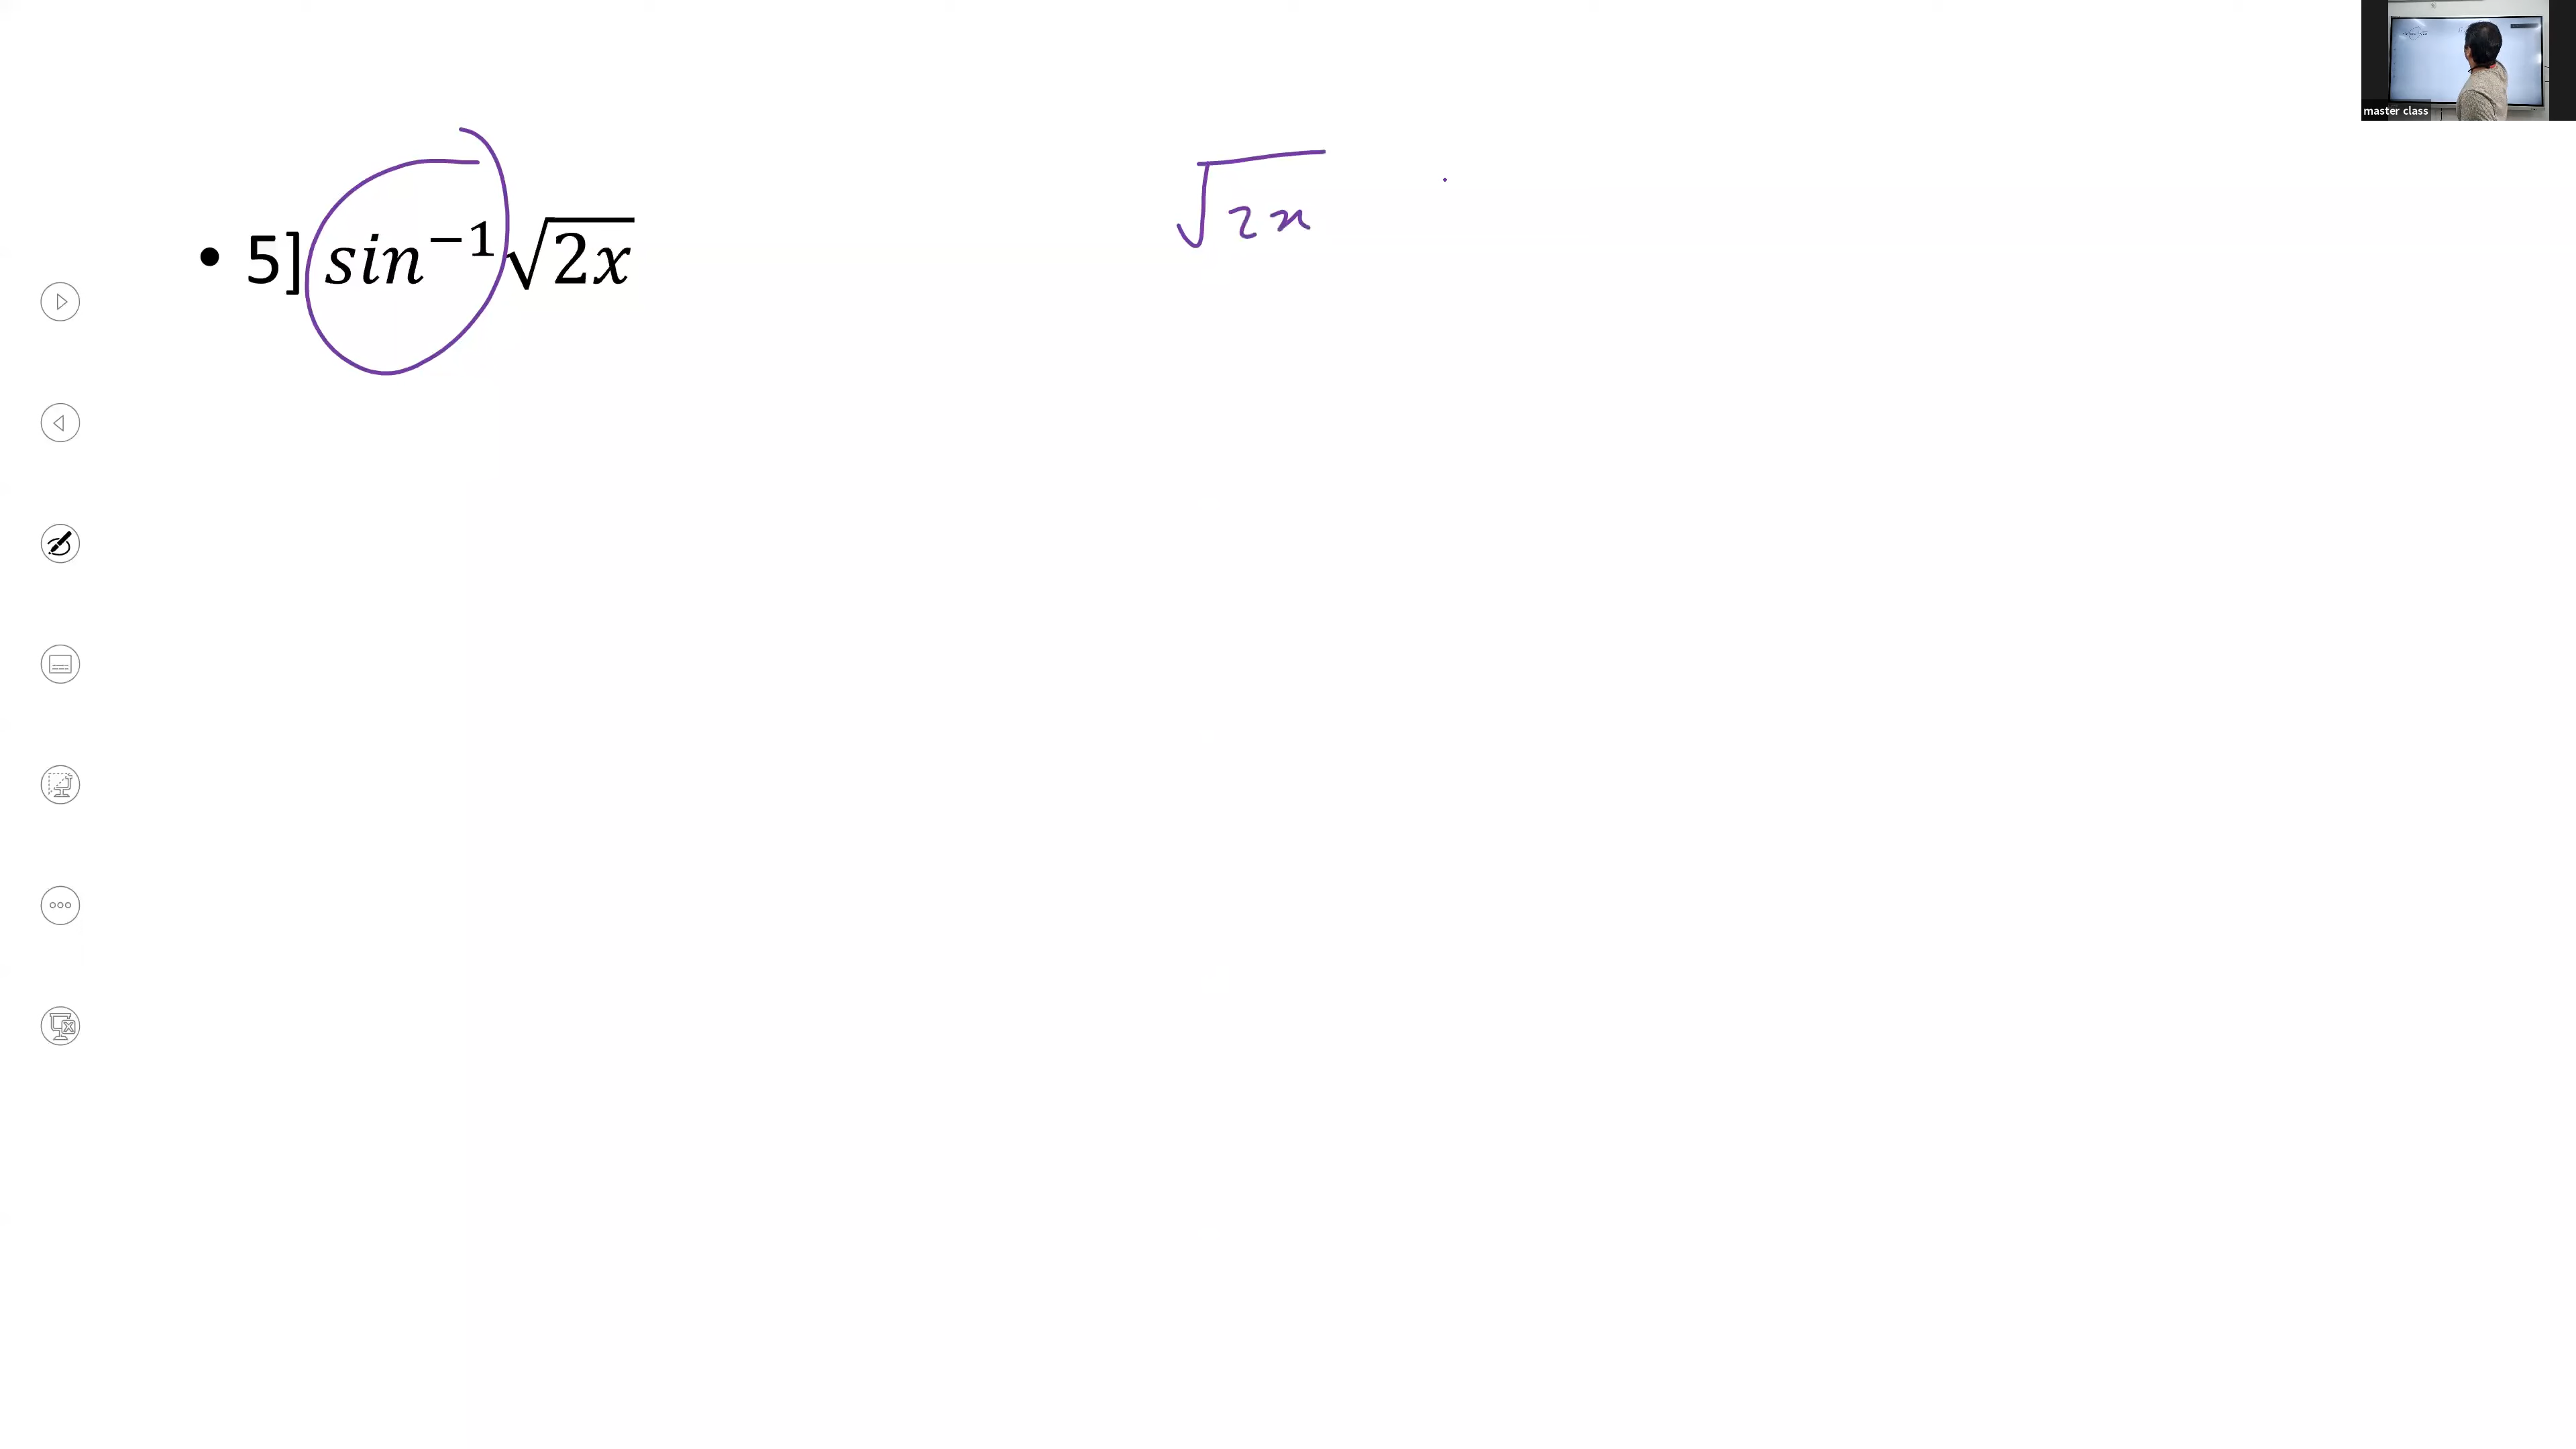 master class
• 5] sin⁻¹√2x
√2x